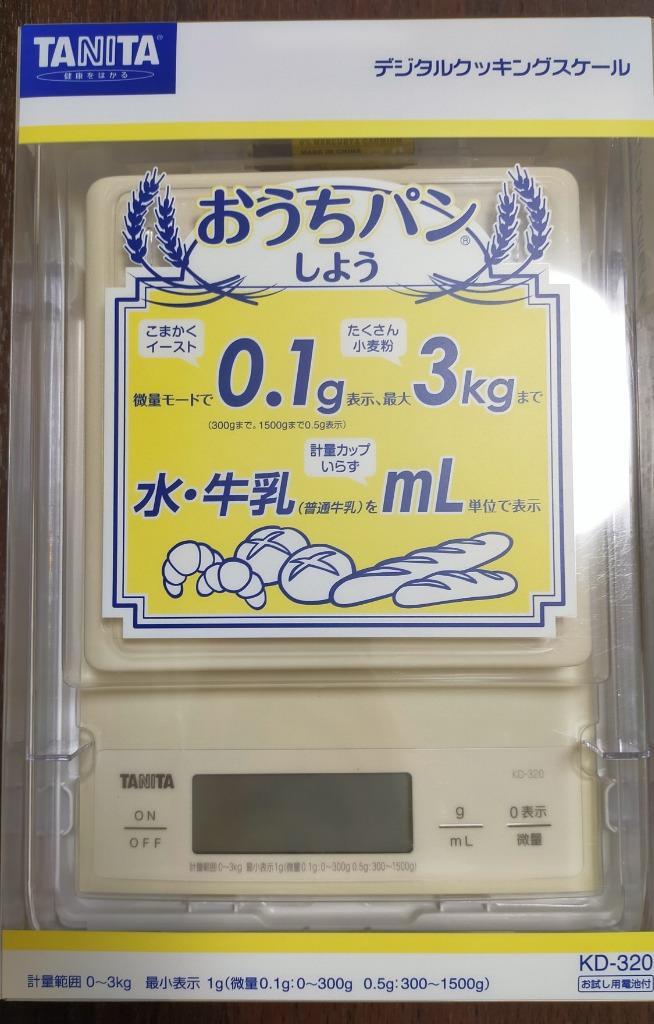 TANITA®
健康をはかる
デジタルクッキングスケール
0% MERCURY & CADMIUM
MADE IN CHINA
おうちパン®
しよう
こまかく
イースト
たくさん
小麦粉
微量モードで0.1g表示、最大3kgまで
(300gまで。1500gまで0.5g表示)
計量カップ
いらず
水・牛乳(普通牛乳)をmL単位で表示
TANITA
KD-320
ON
OFF
g
mL
0表示
微量
計量範囲0～3kg 最小表示1g(微量0.1g:0～300g 0.5g:300～1500g)
KD-320
計量範囲 0～3kg 最小表示 1g(微量0.1g:0～300g 0.5g:300～1500g)
お試し用電池付